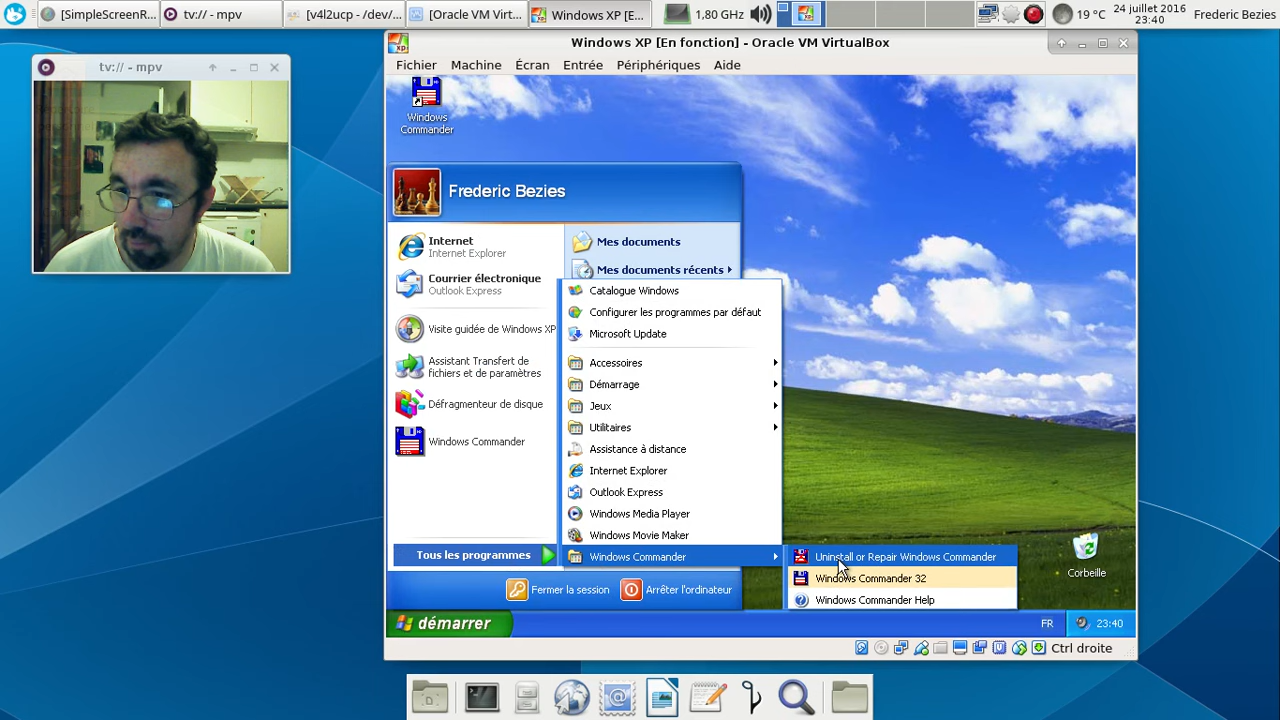 [SimpleScreenR...
tv:// - mpv
[v4l2ucp - /dev/...
[Oracle VM Virt...
Windows XP [E...
1,80 GHz
19 °C
24 juillet 2016
23:40
Frederic Bezies
tv:// - mpv
Windows XP [En fonction] - Oracle VM VirtualBox
Fichier Machine Écran Entrée Périphériques Aide
Windows
Commander
Frederic Bezies
Internet
Internet Explorer
Courrier électronique
Outlook Express
Visite guidée de Windows XP
Assistant Transfert de
fichiers et de paramètres
Défragmenteur de disque
Windows Commander
Tous les programmes
Mes documents
Mes documents récents
Catalogue Windows
Configurer les programmes par défaut
Microsoft Update
Accessoires
Démarrage
Jeux
Utilitaires
Assistance à distance
Internet Explorer
Outlook Express
Windows Media Player
Windows Movie Maker
Windows Commander
Uninstall or Repair Windows Commander
Windows Commander 32
Windows Commander Help
Corbeille
Fermer la session
Arrêter l'ordinateur
démarrer
FR
23:40
Ctrl droite